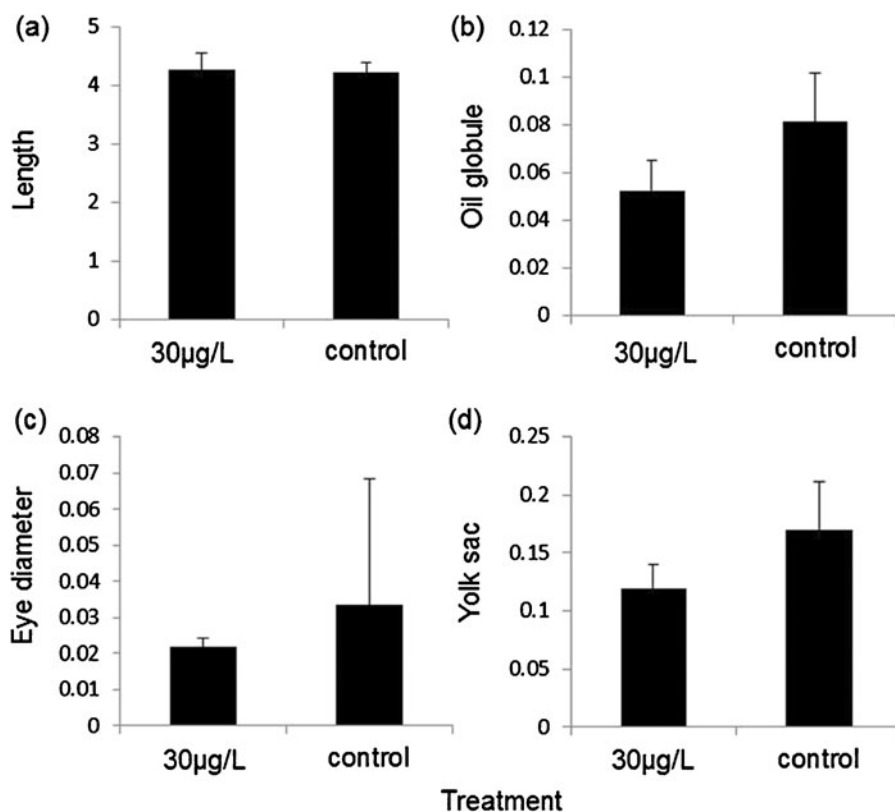 (a)
5
4
3
2
1
0
Length
30µg/L control
(b)
0.12
0.1
0.08
0.06
0.04
0.02
0
Oil globule
30µg/L control
(c)
0.08
0.07
0.06
0.05
0.04
0.03
0.02
0.01
0
Eye diameter
30µg/L control
(d)
0.25
0.2
0.15
0.1
0.05
0
Yolk sac
30µg/L control
Treatment